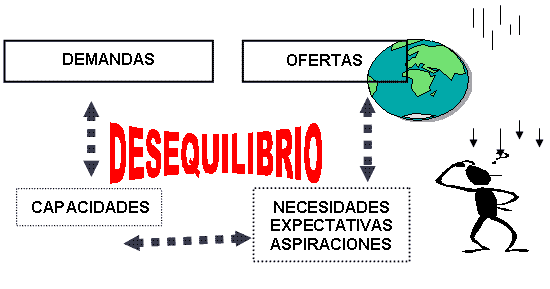 DEMANDAS
OFERTAS
DESEQUILIBRIO
CAPACIDADES
NECESIDADES
EXPECTATIVAS
ASPIRACIONES